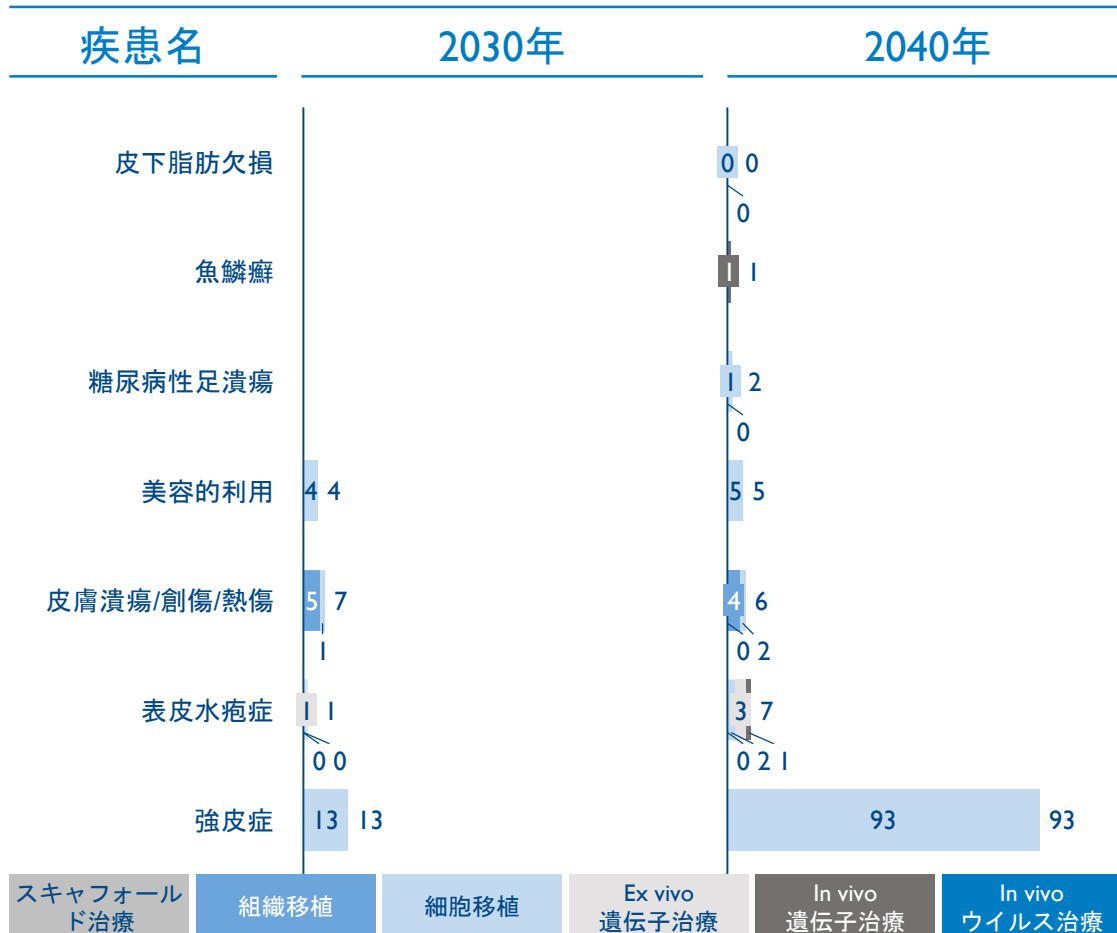 疾患名 2030年 2040年
皮下脂肪欠損 0 0
0
魚鱗癬 1 1
糖尿病性足潰瘍 1 2
0
美容的利用 4 4 5 5
皮膚潰瘍/創傷/熱傷 5 7 4 6
1 0 2
表皮水疱症 1 1 3 7
0 0 0 2 1
強皮症 13 13 93 93
スキャフォール
ド治療
組織移植
細胞移植
Ex vivo
遺伝子治療
In vivo
遺伝子治療
In vivo
ウイルス治療